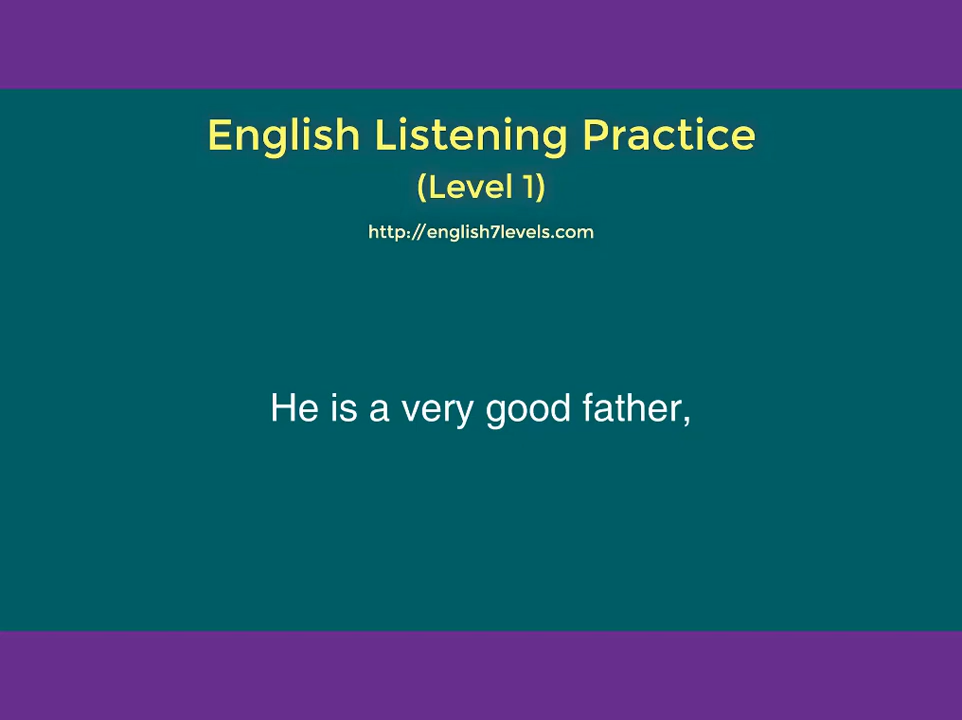 English Listening Practice
(Level 1)
http://english7levels.com
He is a very good father,